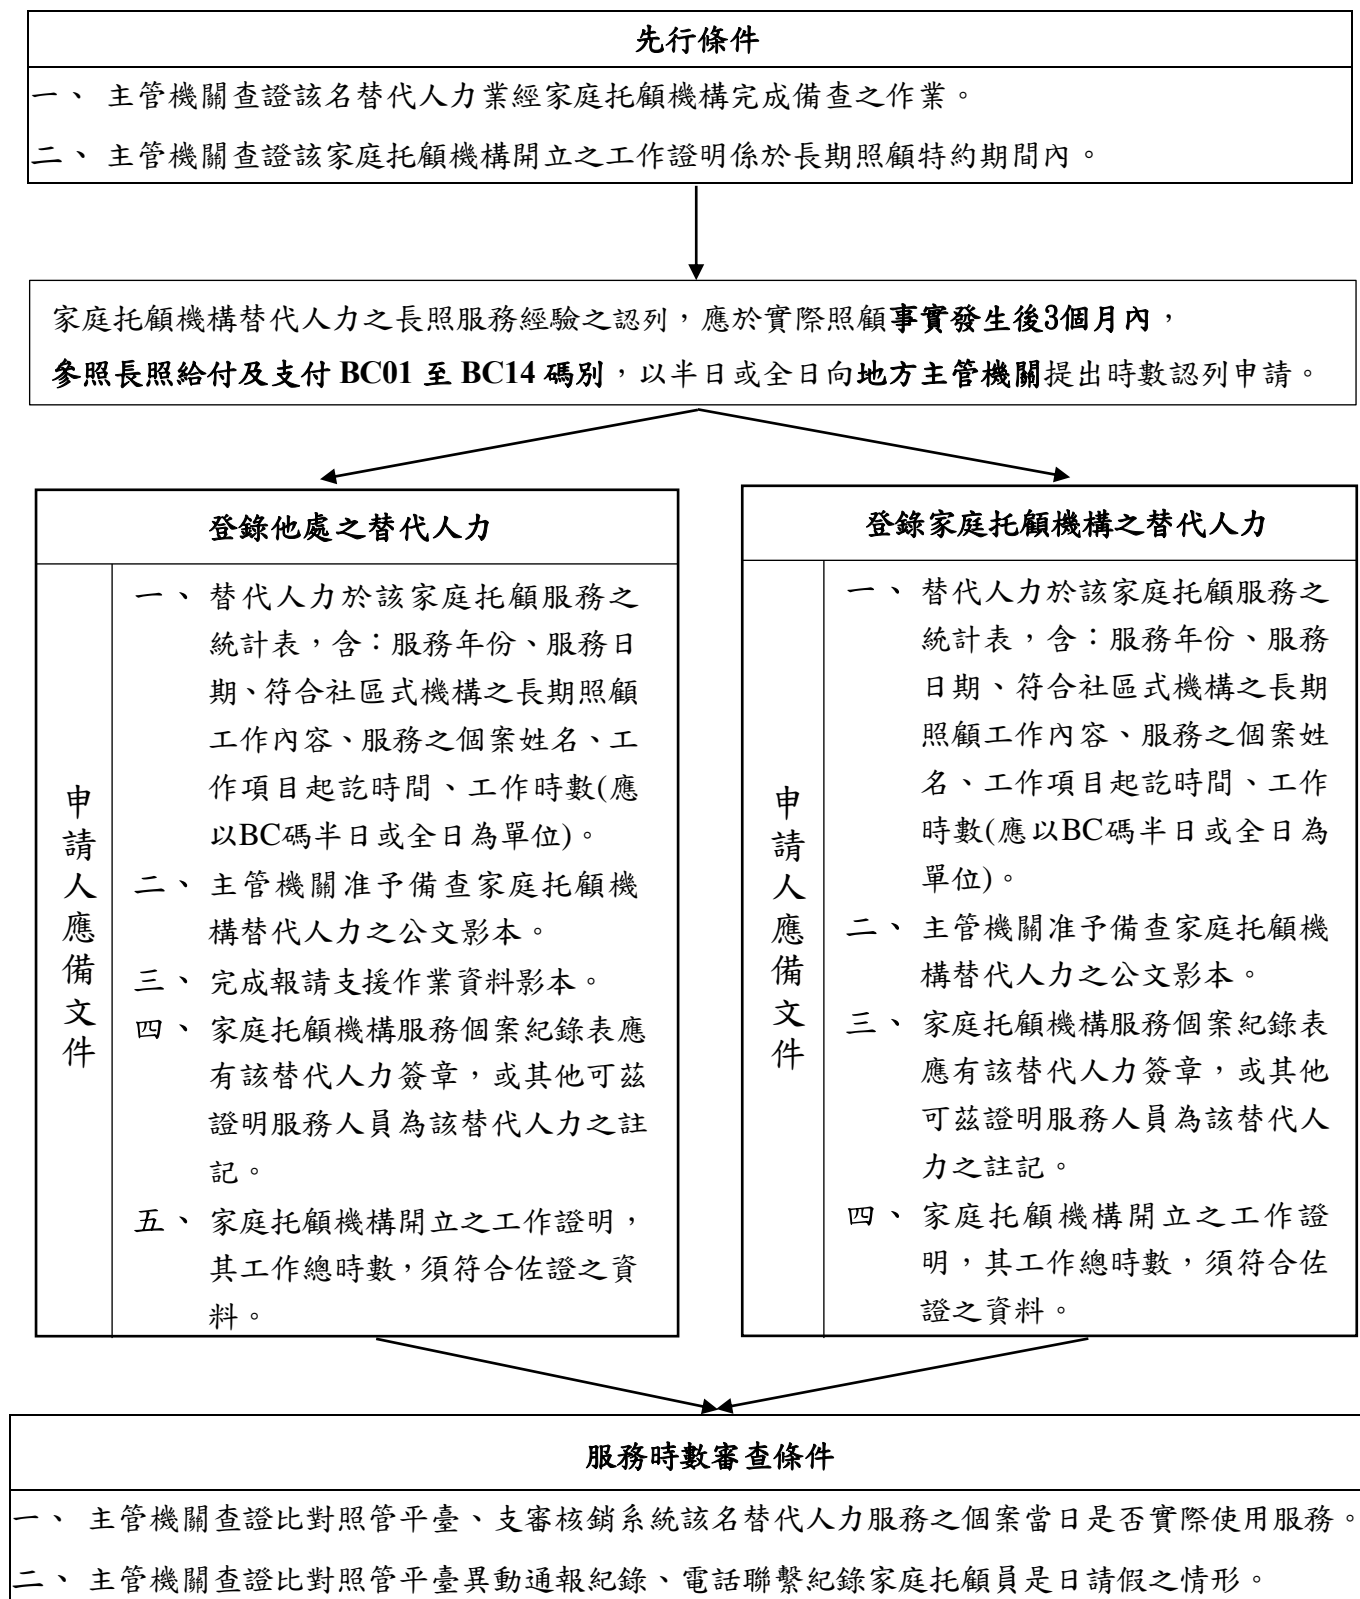 先行條件
一、 主管機關查證該名替代人力業經家庭托顧機構完成備查之作業。
二、 主管機關查證該家庭托顧機構開立之工作證明係於長期照顧特約期間內。
家庭托顧機構替代人力之長照服務經驗之認列，應於實際照顧事實發生後3個月內，
參照長照給付及支付 BC01 至 BC14 碼別，以半日或全日向地方主管機關提出時數認列申請。
登錄他處之替代人力
申請人應備文件
一、 替代人力於該家庭托顧服務之
統計表，含：服務年份、服務日
期、符合社區式機構之長期照顧
工作內容、服務之個案姓名、工
作項目起訖時間、工作時數(應
以BC碼半日或全日為單位)。
二、 主管機關准予備查家庭托顧機
構替代人力之公文影本。
三、 完成報請支援作業資料影本。
四、 家庭托顧機構服務個案紀錄表應
有該替代人力簽章，或其他可茲
證明服務人員為該替代人力之註
記。
五、 家庭托顧機構開立之工作證明，
其工作總時數，須符合佐證之資
料。
登錄家庭托顧機構之替代人力
申請人應備文件
一、 替代人力於該家庭托顧服務之
統計表，含：服務年份、服務
日期、符合社區式機構之長期
照顧工作內容、服務之個案姓
名、工作項目起訖時間、工作
時數(應以BC碼半日或全日為
單位)。
二、 主管機關准予備查家庭托顧機
構替代人力之公文影本。
三、 家庭托顧機構服務個案紀錄表
應有該替代人力簽章，或其他
可茲證明服務人員為該替代人
力之註記。
四、 家庭托顧機構開立之工作證
明，其工作總時數，須符合佐
證之資料。
服務時數審查條件
一、 主管機關查證比對照管平臺、支審核銷系統該名替代人力服務之個案當日是否實際使用服務。
二、 主管機關查證比對照管平臺異動通報紀錄、電話聯繫紀錄家庭托顧員是日請假之情形。